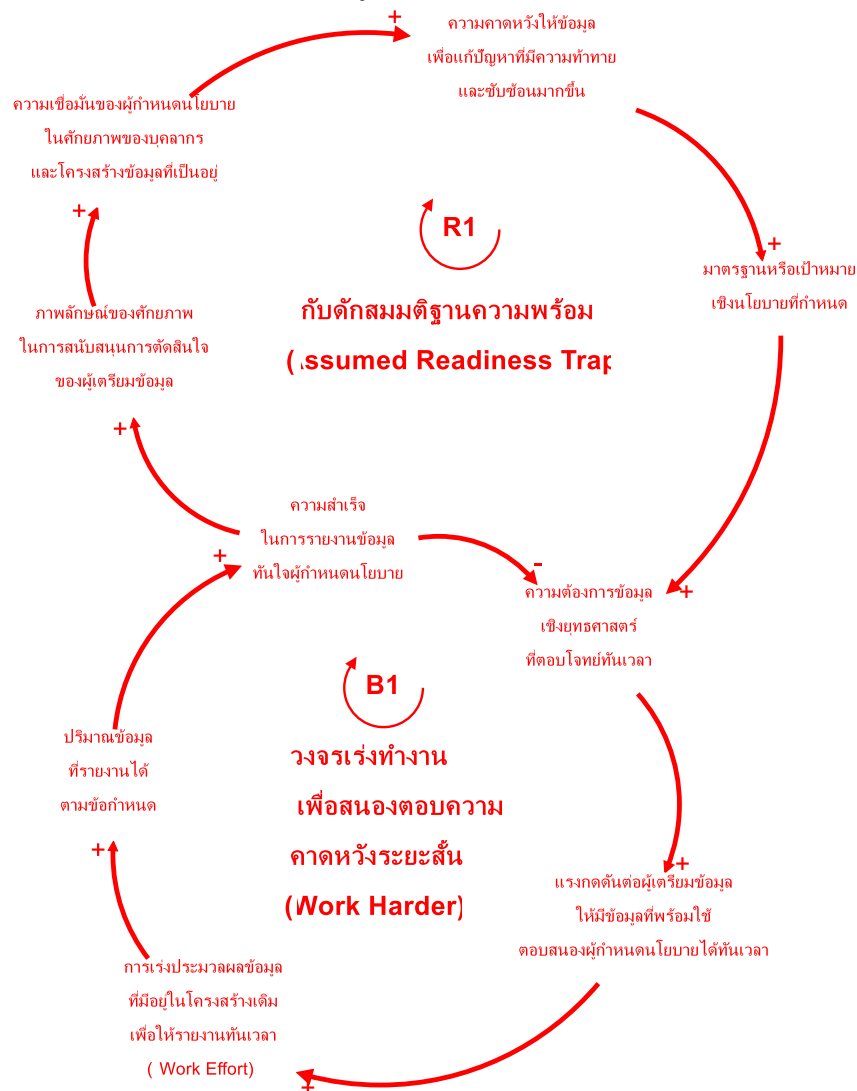 +
ความคาดหวังให้ข้อมูล
เพื่อแก้ปัญหาที่มีความท้าทาย
และซับซ้อนมากขึ้น
ความเชื่อมั่นของผู้กำหนดนโยบาย
ในศักยภาพของบุคลากร
และโครงสร้างข้อมูลที่เป็นอยู่
+
R1
+
มาตรฐานหรือเป้าหมาย
เชิงนโยบายที่กำหนด
กับดักสมมติฐานความพร้อม
(Assumed Readiness Trap
ภาพลักษณ์ของศักยภาพ
ในการสนับสนุนการตัดสินใจ
ของผู้เตรียมข้อมูล
+
ความสำเร็จ
ในการรายงานข้อมูล
ทันใจผู้กำหนดนโยบาย
+
-
ความต้องการข้อมูล
เชิงยุทธศาสตร์
ที่ตอบโจทย์ทันเวลา
+
B1
วงจรเร่งทำงาน
เพื่อสนองตอบความ
คาดหวังระยะสั้น
(Work Harder)
ปริมาณข้อมูล
ที่รายงานได้
ตามข้อกำหนด
+
+
แรงกดดันต่อผู้เตรียมข้อมูล
ให้มีข้อมูลที่พร้อมใช้
ตอบสนองผู้กำหนดนโยบายได้ทันเวลา
การเร่งประมวลผลข้อมูล
ที่มีอยู่ในโครงสร้างเดิม
เพื่อให้รายงานทันเวลา
( Work Effort)
+